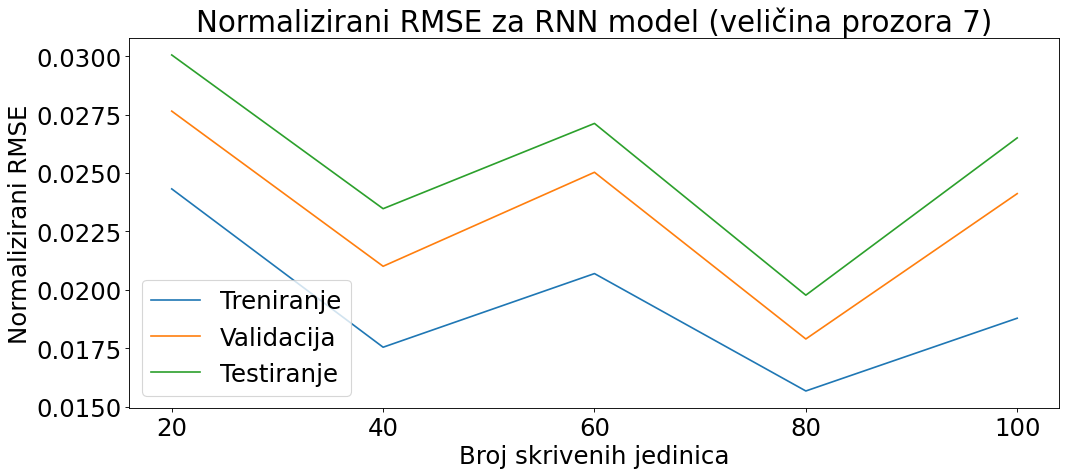 Normalizirani RMSE za RNN model (veličina prozora 7)
Normalizirani RMSE
0.0300
0.0275
0.0250
0.0225
0.0200
0.0175
0.0150
Treniranje
Validacija
Testiranje
20 40 60 80 100
Broj skrivenih jedinica